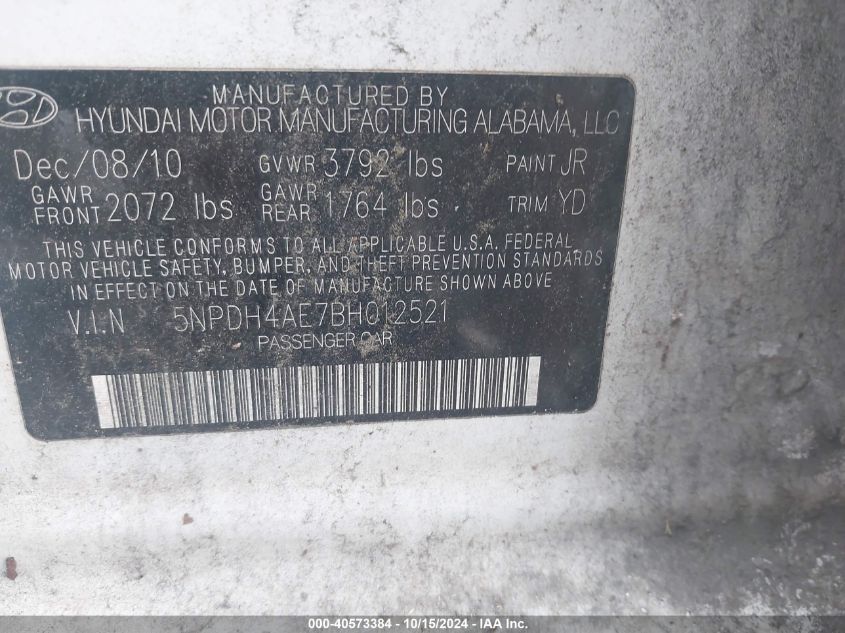 MANUFACTURED BY
HYUNDAI MOTOR MANUFACTURING ALABAMA, LLC
Dec/08/10 GVWR 3792 lbs PAINT JR
GAWR FRONT 2072 lbs GAWR REAR 1764 lbs TRIM YD
THIS VEHICLE CONFORMS TO ALL APPLICABLE U.S.A. FEDERAL
MOTOR VEHICLE SAFETY, BUMPER, AND THEFT PREVENTION STANDARDS
IN EFFECT ON THE DATE OF MANUFACTURE SHOWN ABOVE
V.I.N 5NPDH4AE7BH012521
PASSENGER CAR
000-40573384 - 10/15/2024 - IAA Inc.